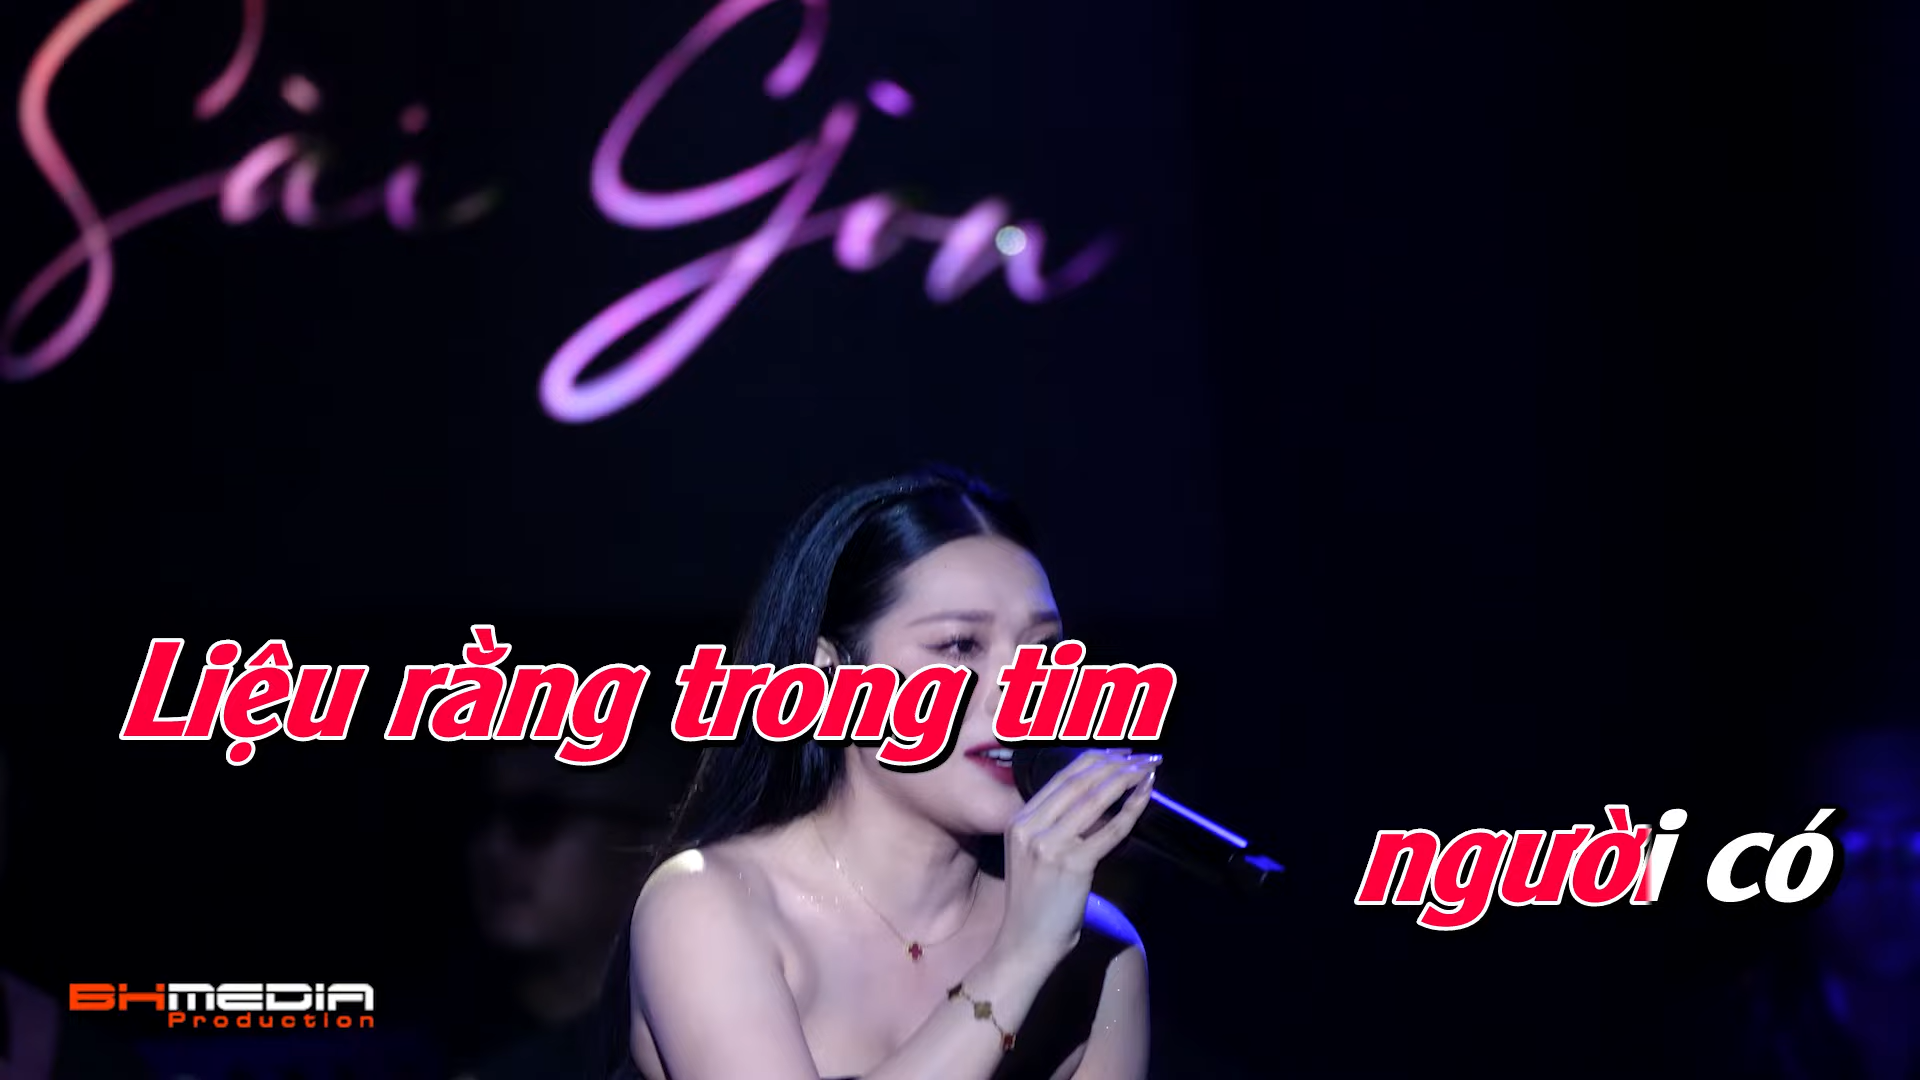 Sài Gòn
Liệu rằng trong tim
người có
BHMEDIA
Production